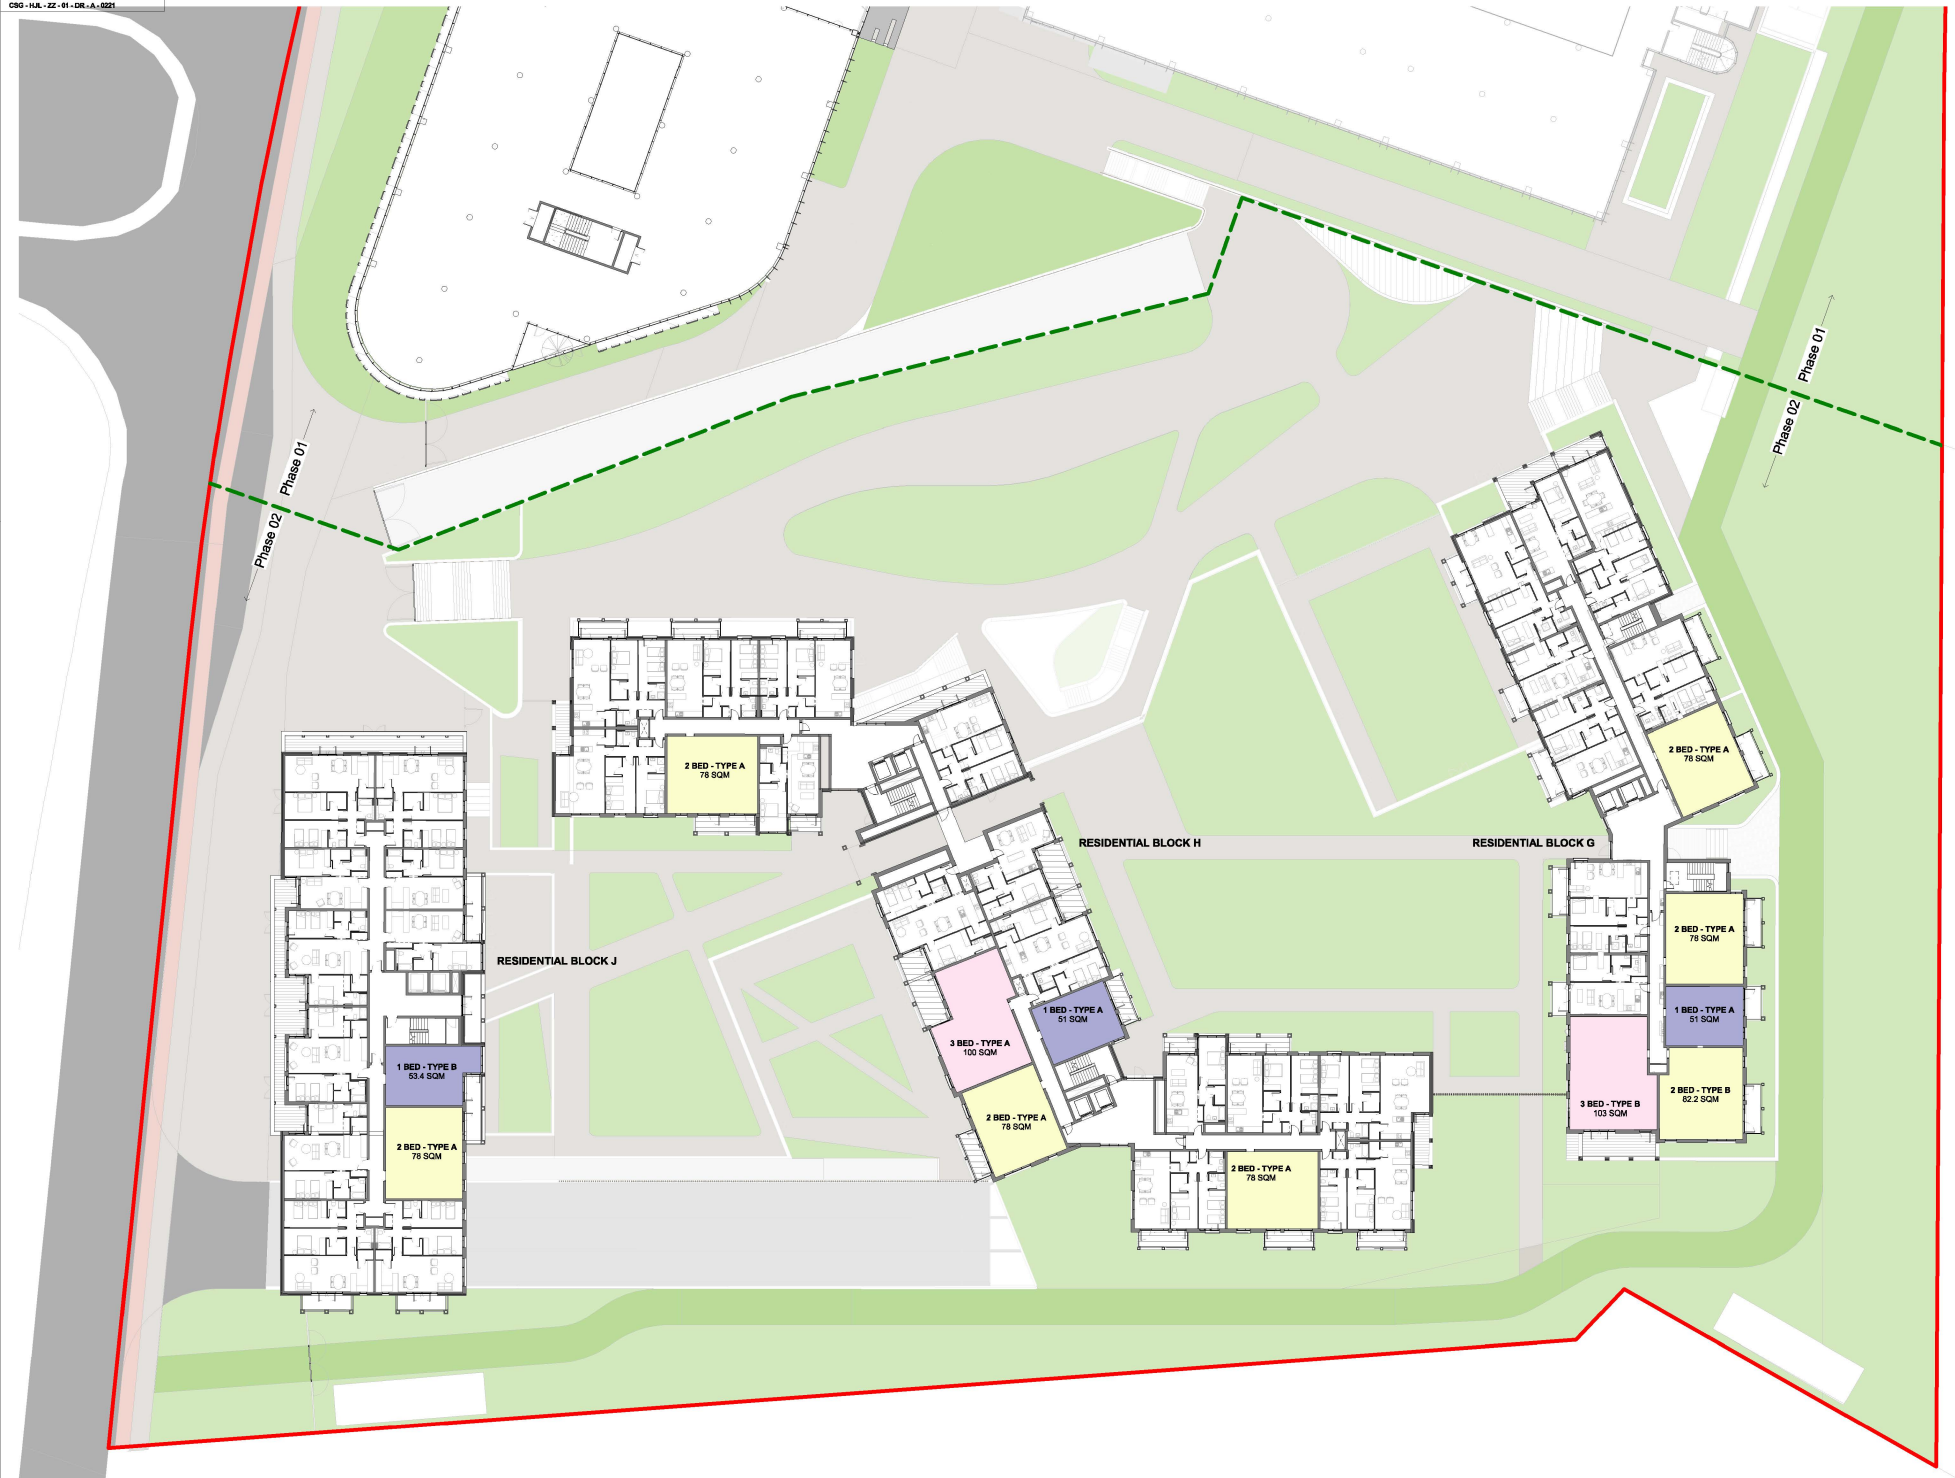 CSG - HJL - ZZ - 01 - DR - A - 0221
Phase 01
Phase 02
Phase 01
Phase 02
2 BED - TYPE A
78 SQM
2 BED - TYPE A
78 SQM
RESIDENTIAL BLOCK H
RESIDENTIAL BLOCK G
2 BED - TYPE A
78 SQM
RESIDENTIAL BLOCK J
1 BED - TYPE A
51 SQM
1 BED - TYPE A
51 SQM
3 BED - TYPE A
100 SQM
1 BED - TYPE B
53.4 SQM
2 BED - TYPE B
82.2 SQM
3 BED - TYPE B
103 SQM
2 BED - TYPE A
78 SQM
2 BED - TYPE A
78 SQM
2 BED - TYPE A
78 SQM